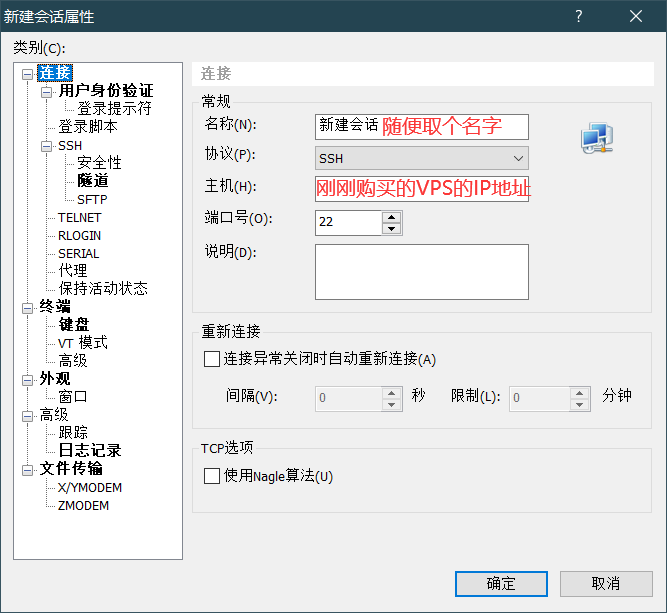 新建会话属性
类别(C):
连接
用户身份验证
登录提示符
登录脚本
SSH
安全性
隧道
SFTP
TELNET
RLOGIN
SERIAL
代理
保持活动状态
终端
键盘
VT 模式
高级
外观
窗口
高级
跟踪
日志记录
文件传输
X/YMODEM
ZMODEM
连接
常规
名称(N): 新建会话 随便取个名字
协议(P): SSH
主机(H): 刚刚购买的VPS的IP地址
端口号(O): 22
说明(D):
重新连接
连接异常关闭时自动重新连接(A)
间隔(V): 0 秒 限制(L): 0 分钟
TCP选项
使用Nagle算法(U)
确定 取消